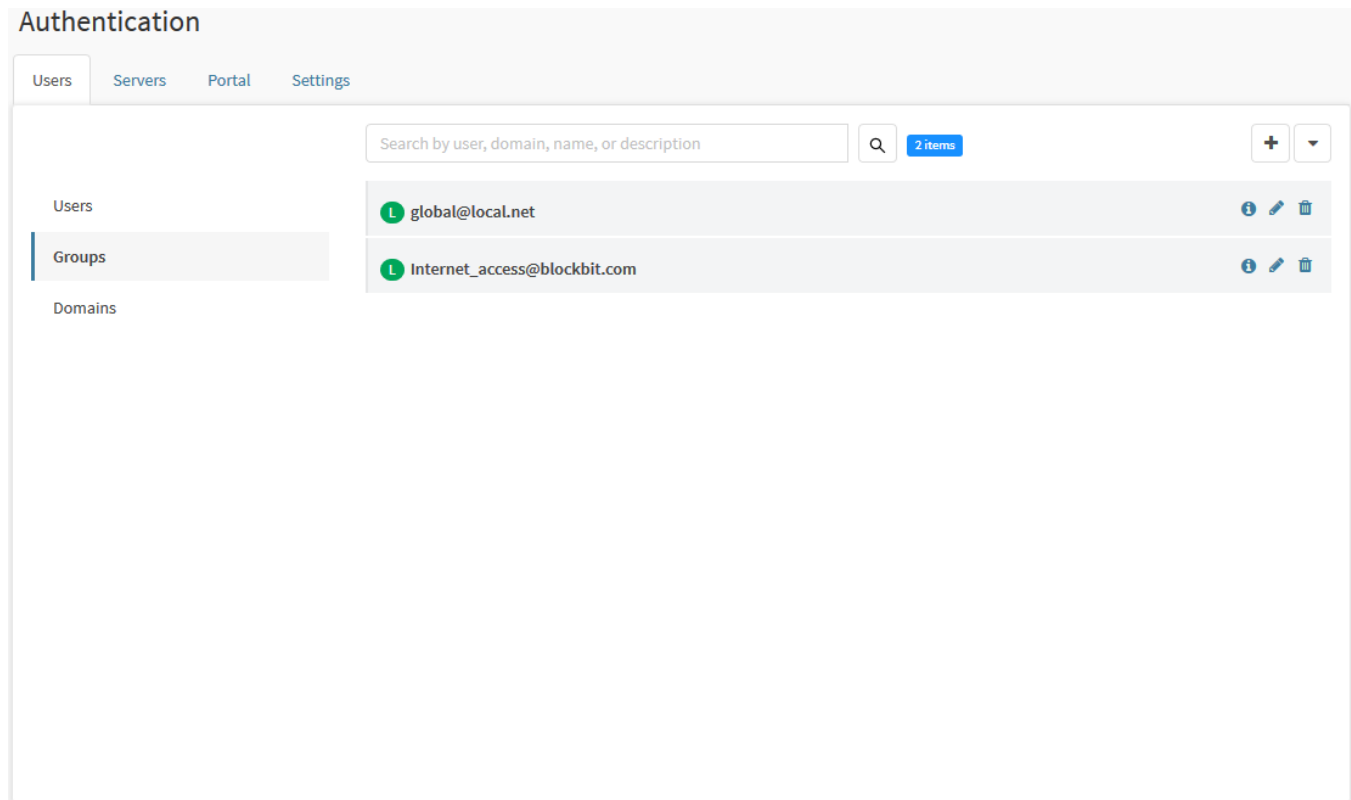 Authentication
Users Servers Portal Settings
Search by user, domain, name, or description 2 items
Users
Groups
Domains
L global@local.net
L Internet_access@blockbit.com